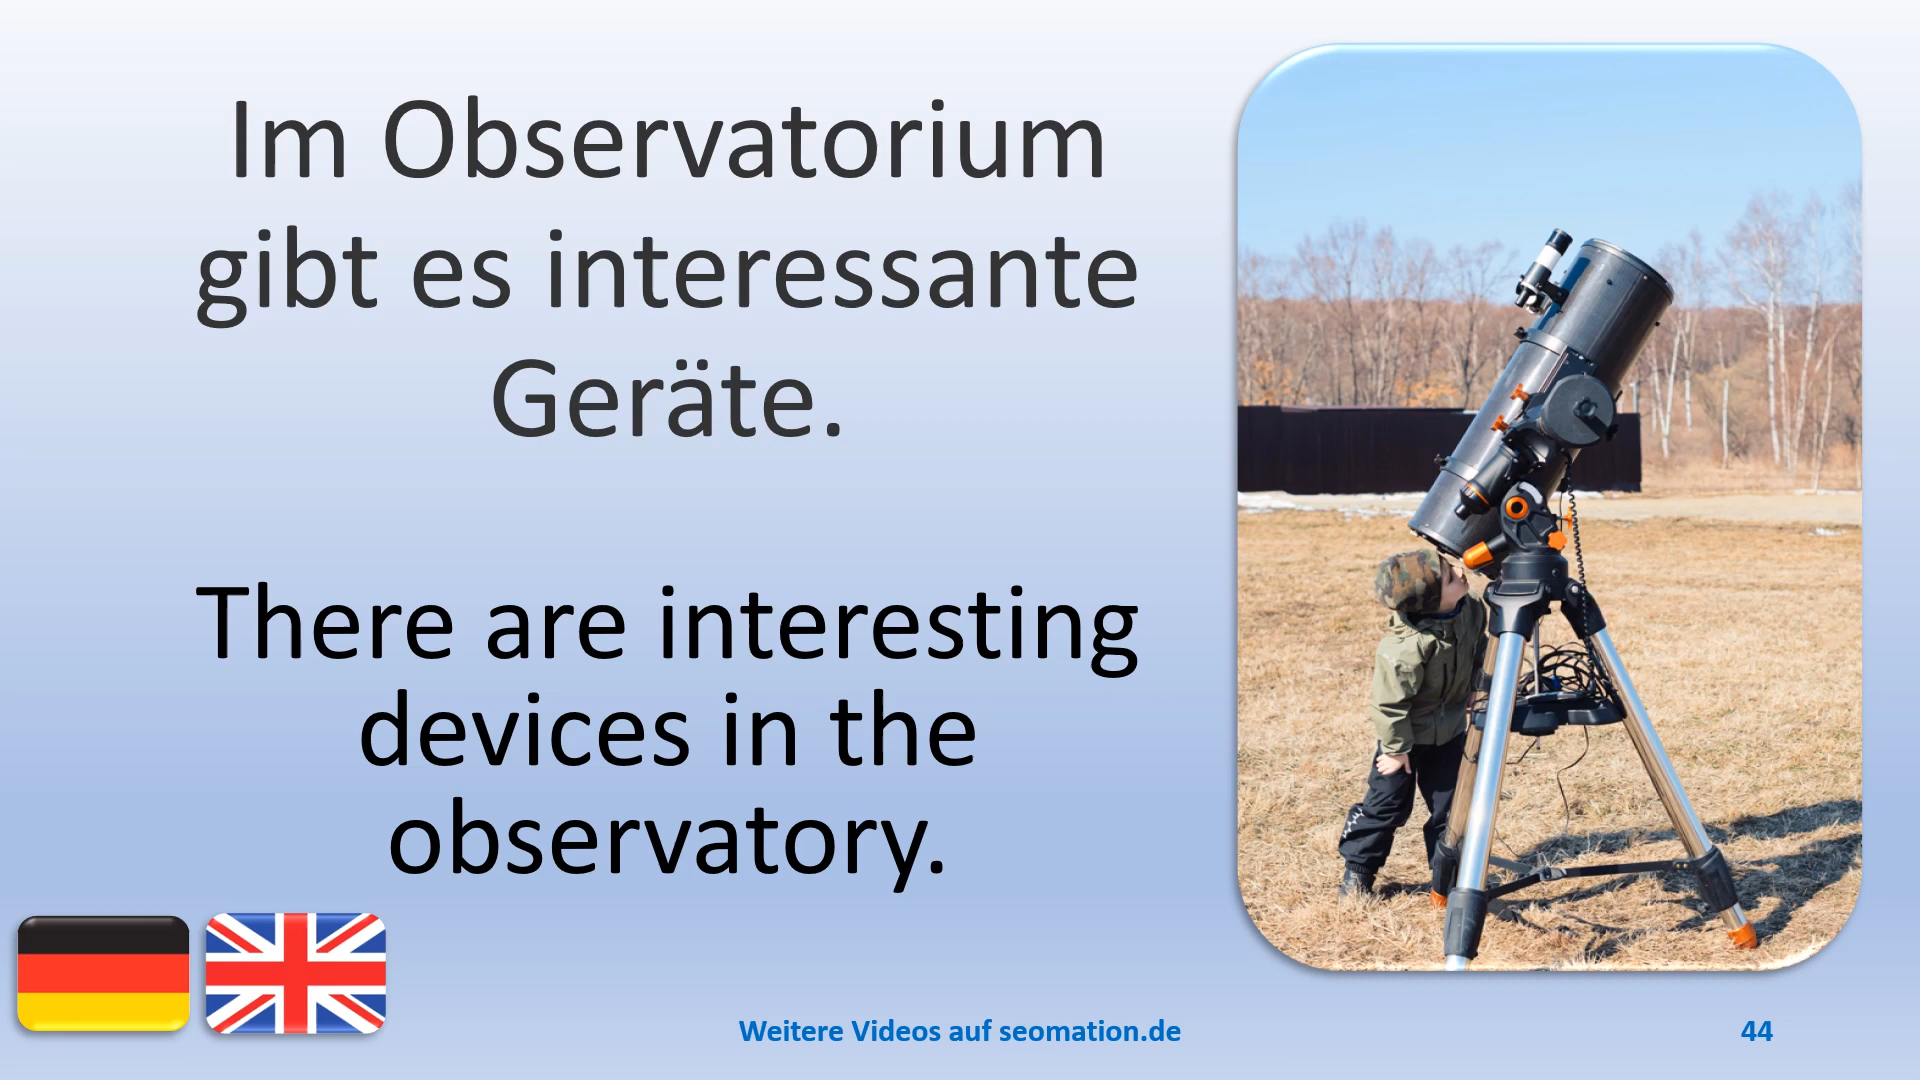 Im Observatorium
gibt es interessante
Geräte.
There are interesting
devices in the
observatory.
Weitere Videos auf seomation.de
44